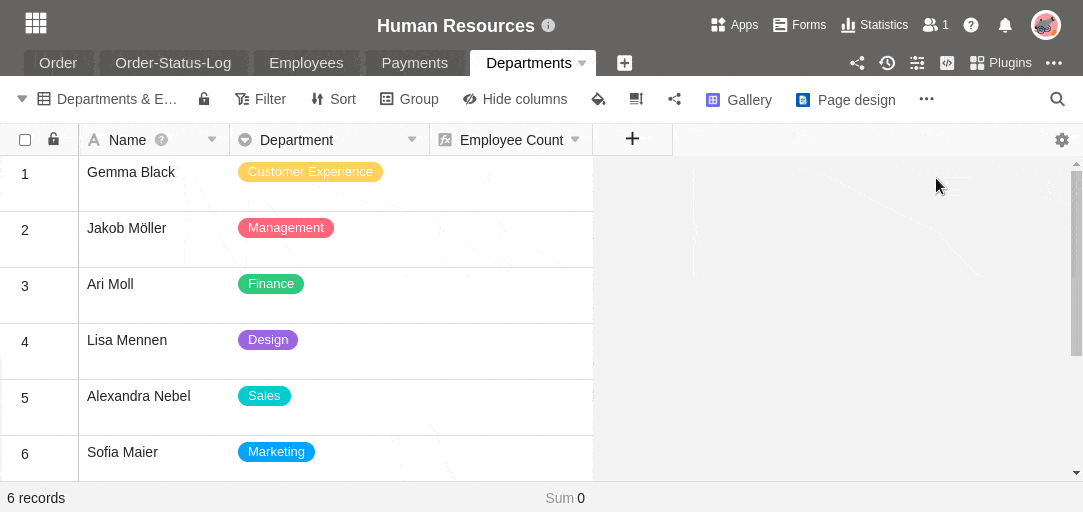 Human Resources
Apps Forms Statistics 1
Order Order-Status-Log Employees Payments Departments Plugins
Departments & E... Filter Sort Group Hide columns Gallery Page design
Name Department Employee Count
1 Gemma Black Customer Experience
2 Jakob Möller Management
3 Ari Moll Finance
4 Lisa Mennen Design
5 Alexandra Nebel Sales
6 Sofia Maier Marketing
6 records Sum 0